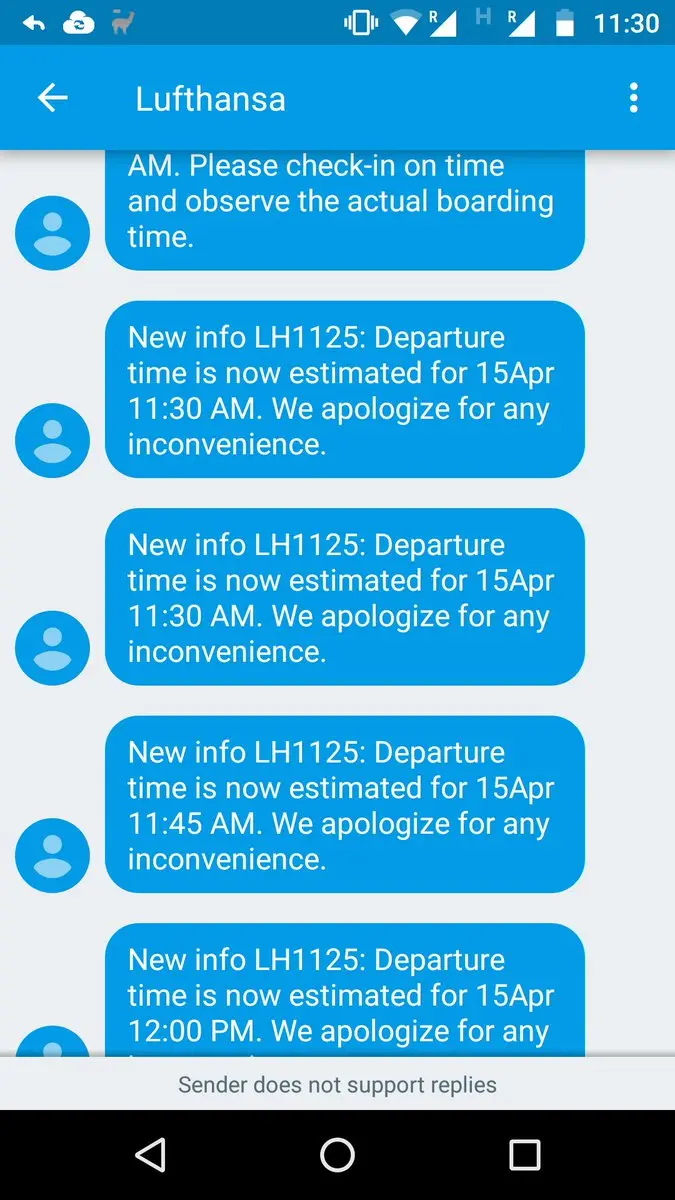 R H R 11:30
Lufthansa
AM. Please check-in on time
and observe the actual boarding
time.
New info LH1125: Departure
time is now estimated for 15Apr
11:30 AM. We apologize for any
inconvenience.
New info LH1125: Departure
time is now estimated for 15Apr
11:30 AM. We apologize for any
inconvenience.
New info LH1125: Departure
time is now estimated for 15Apr
11:45 AM. We apologize for any
inconvenience.
New info LH1125: Departure
time is now estimated for 15Apr
12:00 PM. We apologize for any
Sender does not support replies